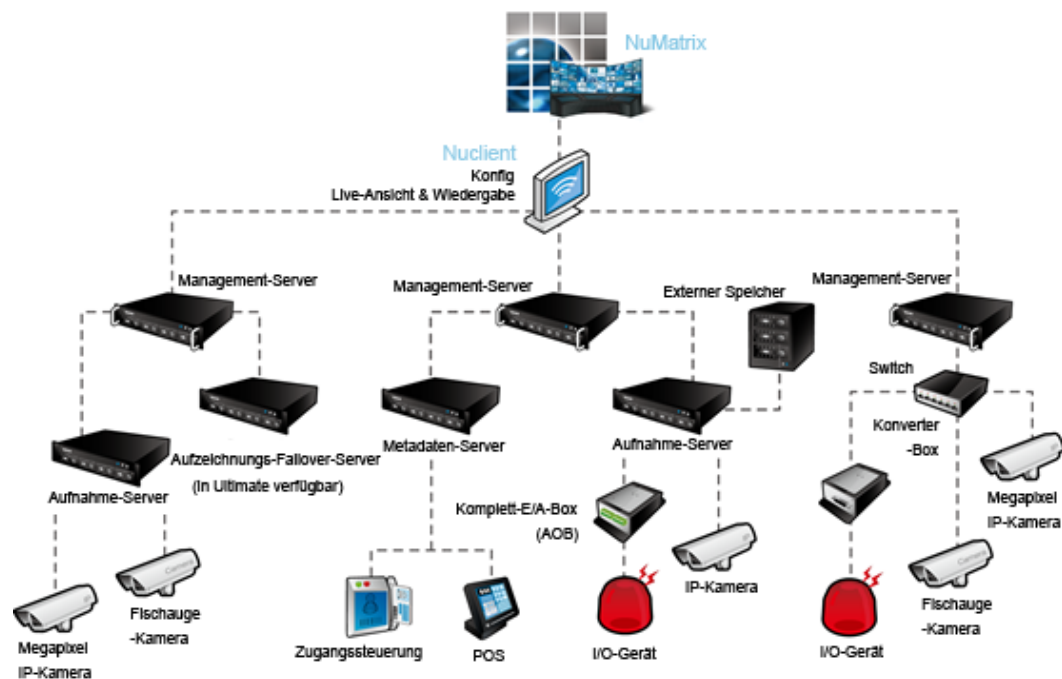 NuMatrix
Nuclient
Konfig
Live-Ansicht & Wiedergabe
Management-Server
Management-Server
Externer Speicher
Management-Server
Switch
Konverter
-Box
Aufnahme-Server
Aufzeichnungs-Failover-Server
(In Ultimate verfügbar)
Metadaten-Server
Aufnahme-Server
Megapixel
IP-Kamera
Komplett-E/A-Box
(AOB)
Camera
Fischauge
-Kamera
Megapixel
IP-Kamera
Zugangssteuerung
POS
I/O-Gerät
IP-Kamera
I/O-Gerät
Fischauge
-Kamera